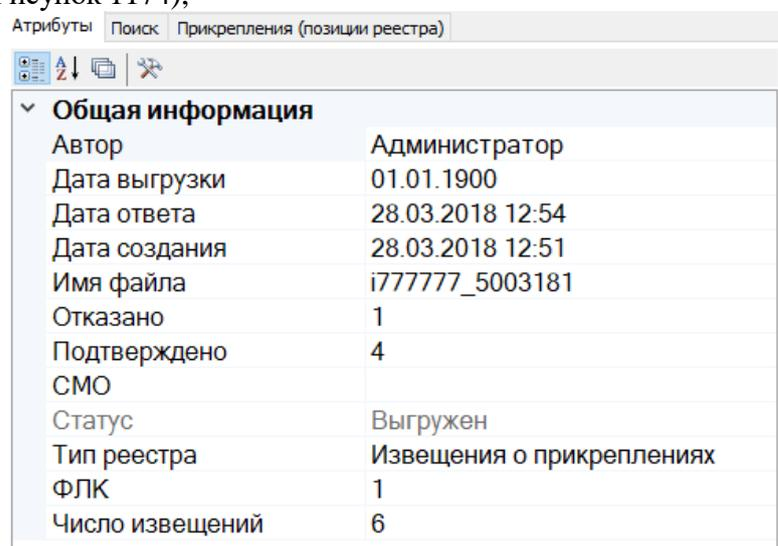 исунок 1174),
Атрибуты Поиск Прикрепления (позиции реестра)
Общая информация
Автор Администратор
Дата выгрузки 01.01.1900
Дата ответа 28.03.2018 12:54
Дата создания 28.03.2018 12:51
Имя файла i777777_5003181
Отказано 1
Подтверждено 4
СМО
Статус Выгружен
Тип реестра Извещения о прикреплениях
ФЛК 1
Число извещений 6